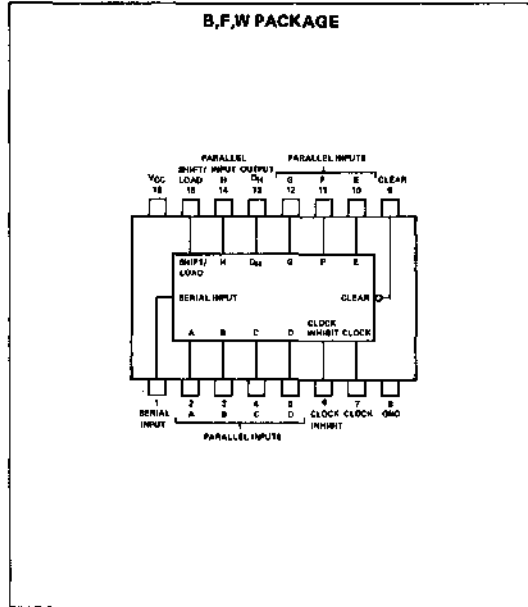 B,F,W PACKAGE
PARALLEL
SHIFT/ INPUT OUTPUT PARALLEL INPUTS
VCC LOAD H QH G F E CLEAR
16 15 14 13 12 11 10 9
SHIFT/ H QH G F E
LOAD
SERIAL INPUT CLEAR
CLOCK
A B C D INHIBIT CLOCK
1 2 3 4 5 6 7 8
SERIAL A B C D CLOCK CLOCK GND
INPUT INHIBIT
PARALLEL INPUTS